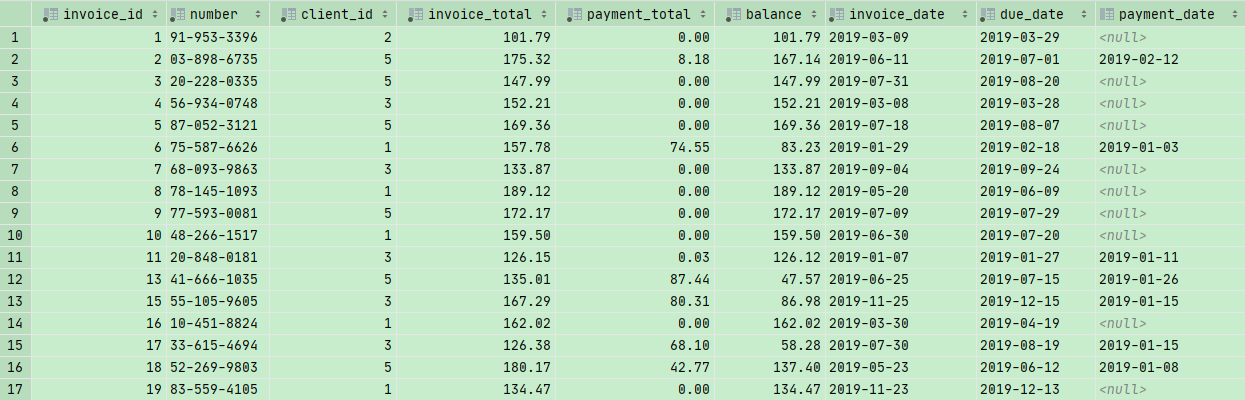 invoice_id number client_id invoice_total payment_total balance invoice_date due_date payment_date
1 1 91-953-3396 2 101.79 0.00 101.79 2019-03-09 2019-03-29 <null>
2 2 03-898-6735 5 175.32 8.18 167.14 2019-06-11 2019-07-01 2019-02-12
3 3 20-228-0335 5 147.99 0.00 147.99 2019-07-31 2019-08-20 <null>
4 4 56-934-0748 3 152.21 0.00 152.21 2019-03-08 2019-03-28 <null>
5 5 87-052-3121 5 169.36 0.00 169.36 2019-07-18 2019-08-07 <null>
6 6 75-587-6626 1 157.78 74.55 83.23 2019-01-29 2019-02-18 2019-01-03
7 7 68-093-9863 3 133.87 0.00 133.87 2019-09-04 2019-09-24 <null>
8 8 78-145-1093 1 189.12 0.00 189.12 2019-05-20 2019-06-09 <null>
9 9 77-593-0081 5 172.17 0.00 172.17 2019-07-09 2019-07-29 <null>
10 10 48-266-1517 1 159.50 0.00 159.50 2019-06-30 2019-07-20 <null>
11 11 20-848-0181 3 126.15 0.03 126.12 2019-01-07 2019-01-27 2019-01-11
12 13 41-666-1035 5 135.01 87.44 47.57 2019-06-25 2019-07-15 2019-01-26
13 15 55-105-9605 3 167.29 80.31 86.98 2019-11-25 2019-12-15 2019-01-15
14 16 10-451-8824 1 162.02 0.00 162.02 2019-03-30 2019-04-19 <null>
15 17 33-615-4694 3 126.38 68.10 58.28 2019-07-30 2019-08-19 2019-01-15
16 18 52-269-9803 5 180.17 42.77 137.40 2019-05-23 2019-06-12 2019-01-08
17 19 83-559-4105 1 134.47 0.00 134.47 2019-11-23 2019-12-13 <null>